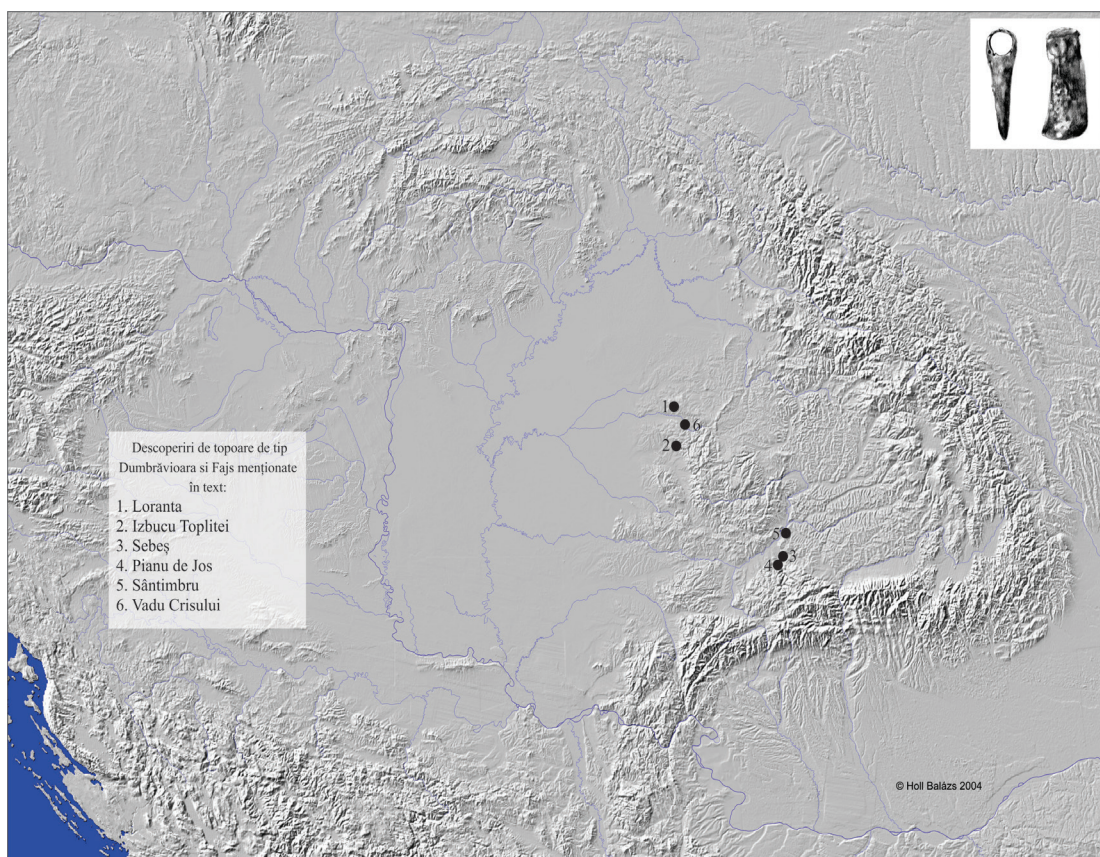 Descoperiri de topoare de tip
Dumbrăvioara si Fajs menționate
în text:
1. Loranta
2. Izbucu Toplitei
3. Sebeș
4. Pianu de Jos
5. Sântimbru
6. Vadu Crisului
1
6
2
5
3
4
© Holl Balázs 2004